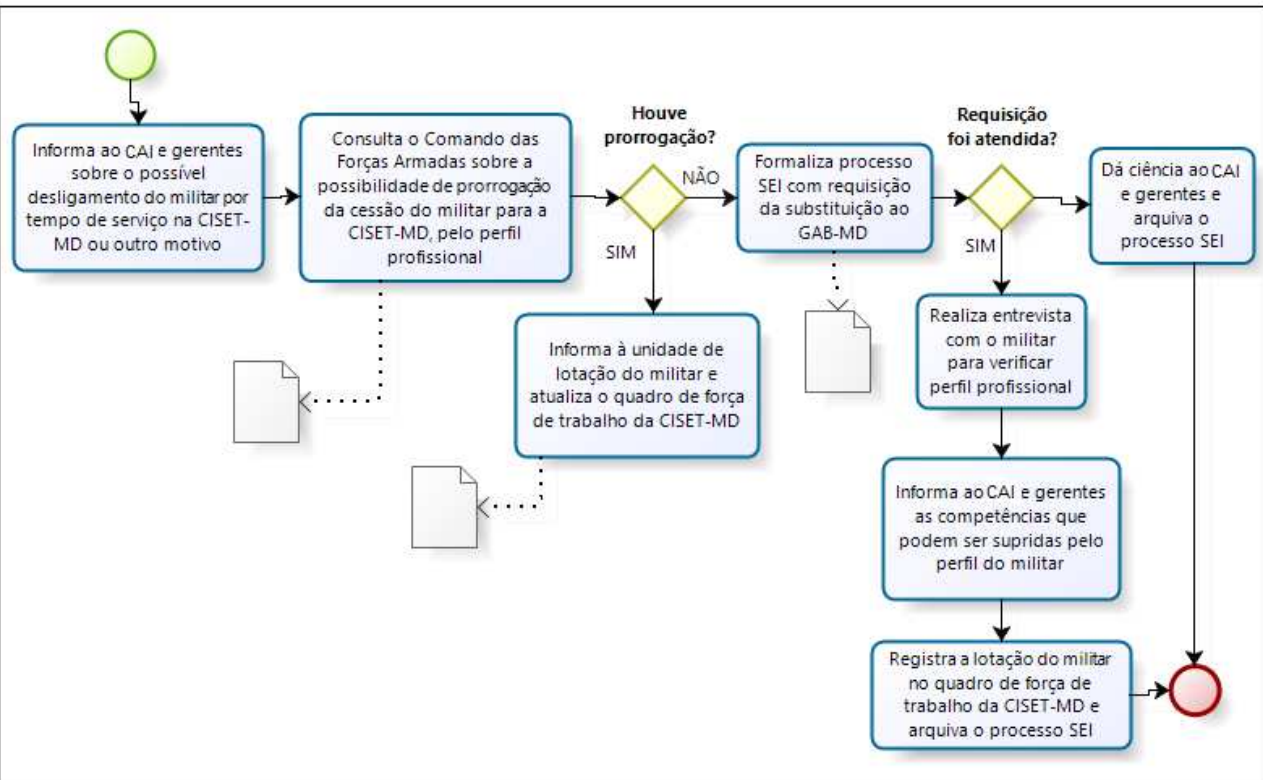 Informa ao CAI e gerentes
sobre o possível
desligamento do militar por
tempo de serviço na CISET-
MD ou outro motivo
Consulta o Comando das
Forças Armadas sobre a
possibilidade de prorrogação
da cessão do militar para a
CISET-MD, pelo perfil
profissional
Houve
prorrogação?
NÃO
SIM
Informa à unidade de
lotação do militar e
atualiza o quadro de força
de trabalho da CISET-MD
Formaliza processo
SEI com requisição
da substituição ao
GAB-MD
Requisição
foi atendida?
SIM
Dá ciência ao CAI
e gerentes e
arquiva o
processo SEI
Realiza entrevista
com o militar
para verificar
perfil profissional
Informa ao CAI e gerentes
as competências que
podem ser supridas pelo
perfil do militar
Registra a lotação do militar
no quadro de força de
trabalho da CISET-MD e
arquiva o processo SEI